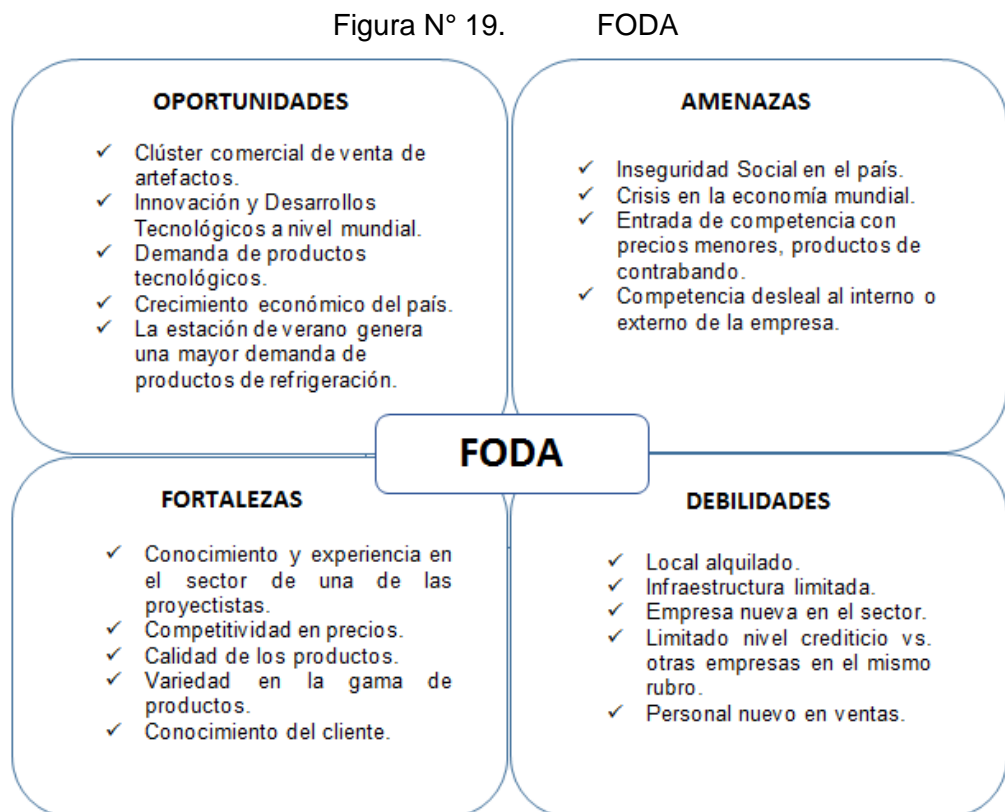 Figura N° 19. FODA
OPORTUNIDADES
✓ Clúster comercial de venta de
artefactos.
✓ Innovación y Desarrollos
Tecnológicos a nivel mundial.
✓ Demanda de productos
tecnológicos.
✓ Crecimiento económico del país.
✓ La estación de verano genera
una mayor demanda de
productos de refrigeración.
AMENAZAS
✓ Inseguridad Social en el país.
✓ Crisis en la economía mundial.
✓ Entrada de competencia con
precios menores, productos de
contrabando.
✓ Competencia desleal al interno o
externo de la empresa.
FODA
FORTALEZAS
✓ Conocimiento y experiencia en
el sector de una de las
proyectistas.
✓ Competitividad en precios.
✓ Calidad de los productos.
✓ Variedad en la gama de
productos.
✓ Conocimiento del cliente.
DEBILIDADES
✓ Local alquilado.
✓ Infraestructura limitada.
✓ Empresa nueva en el sector.
✓ Limitado nivel crediticio vs.
otras empresas en el mismo
rubro.
✓ Personal nuevo en ventas.